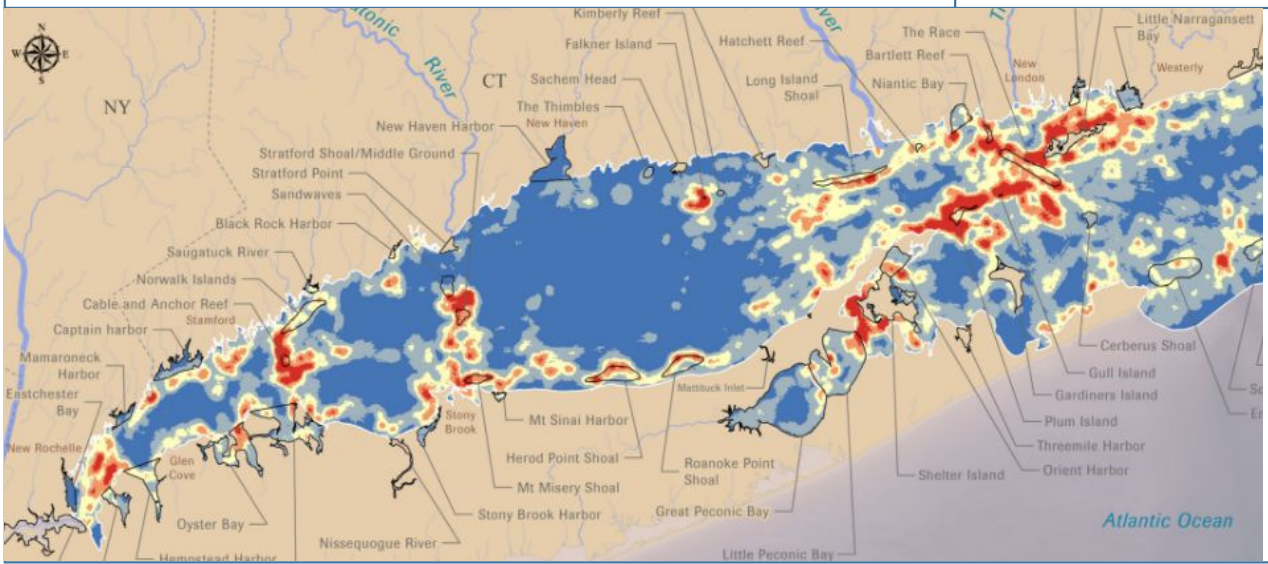 Kimberly Reef
Falkner Island
Sachem Head
The Thimbles
New Haven
New Haven Harbor
Stratford Shoal/Middle Ground
Stratford Point
Sandwaves
Black Rock Harbor
Saugatuck River
Norwalk Islands
Cable and Anchor Reef
Stamford
Captain harbor
Mamaroneck
Harbor
Eastchester
Bay
New Rochelle
N
W
E
S
NY
CT
River
Hatchett Reef
Long Island
Shoal
The Race
Bartlett Reef
Niantic Bay
New
London
Little Narragansett
Bay
Westerly
Glen
Cove
Oyster Bay
Hempstead Harbor
Nissequogue River
Stony Brook Harbor
Stony
Brook
Mt Misery Shoal
Mt Sinai Harbor
Herod Point Shoal
Roanoke Point
Shoal
Mattituck Inlet
Great Peconic Bay
Little Peconic Bay
Shelter Island
Orient Harbor
Threemile Harbor
Plum Island
Gardiners Island
Gull Island
Cerberus Shoal
Atlantic Ocean